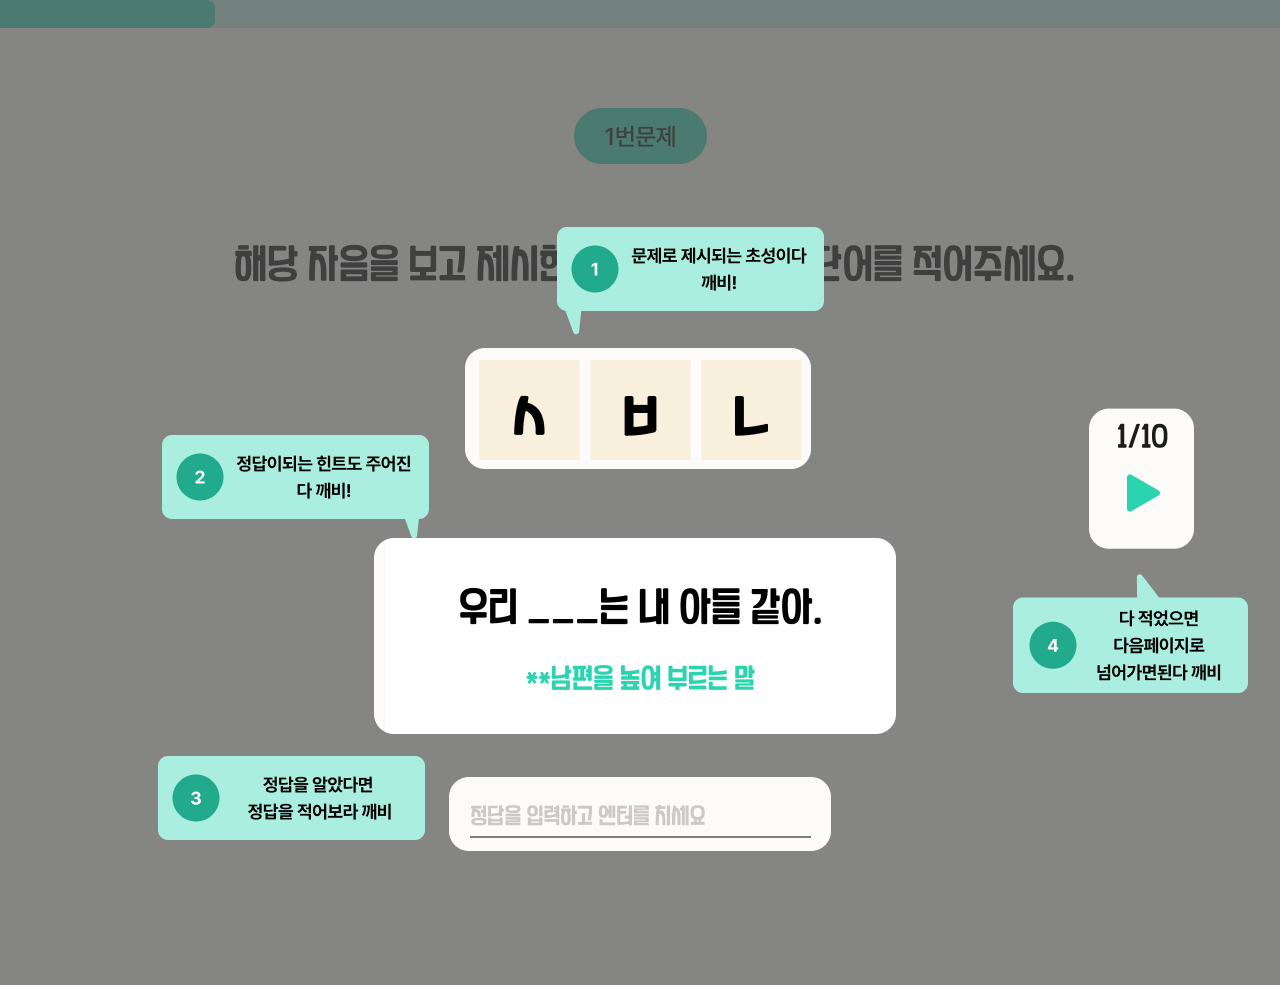 1번문제
해당 자음을 보고 제시한
단어를 적어주세요.
1
문제로 제시되는 초성이다
깨비!
ㅅ ㅂ ㄴ
1/10
2
정답이되는 힌트도 주어진
다 깨비!
우리 ___는 내 아들 같아.
**남편을 높여 부르는 말
4
다 적었으면
다음페이지로
넘어가면된다 깨비
3
정답을 알았다면
정답을 적어보라 깨비
정답을 입력하고 엔터를 치세요